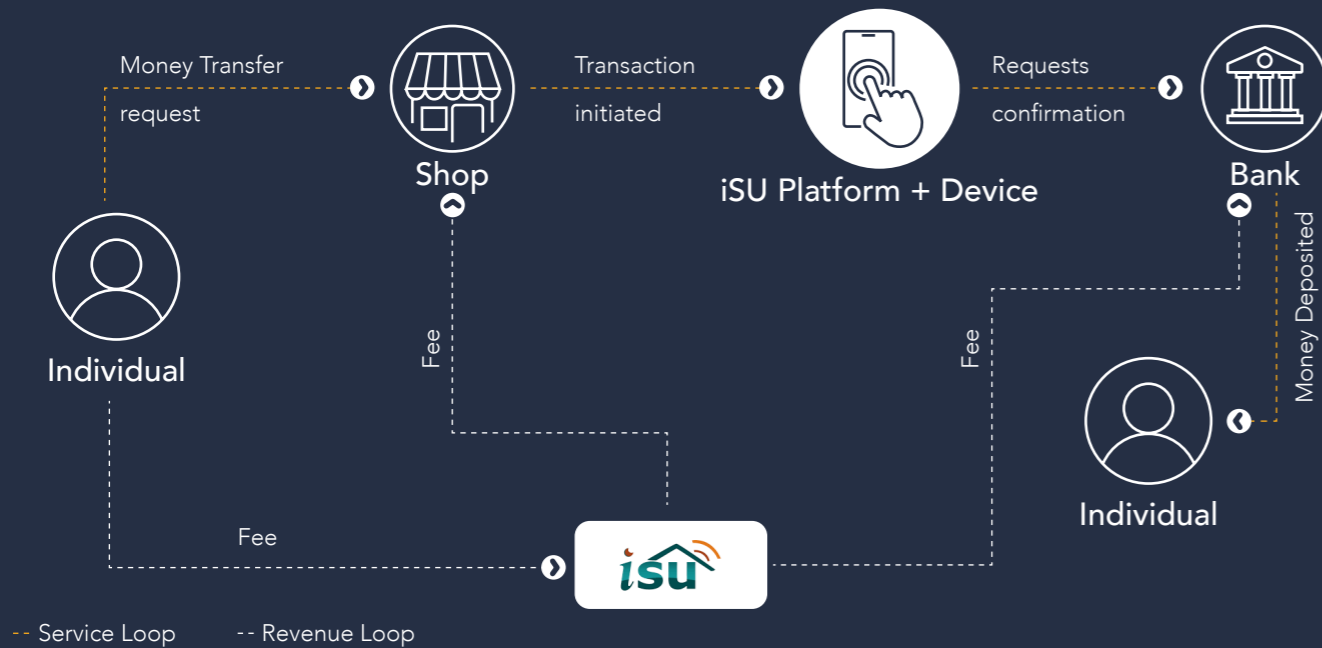 Money Transfer
request
Transaction
initiated
Requests
confirmation
Shop
iSU Platform + Device
Bank
Individual
Fee
Fee
Money Deposited
Individual
Fee
isu
-- Service Loop
-- Revenue Loop